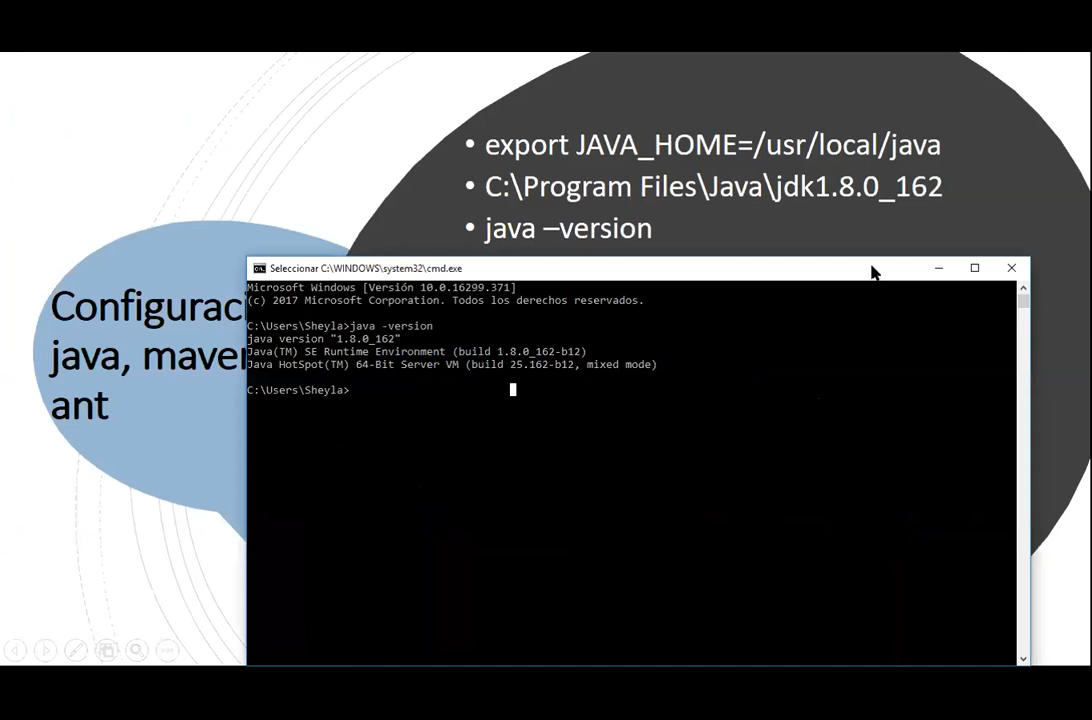 • export JAVA_HOME=/usr/local/java
• C:\Program Files\Java\jdk1.8.0_162
• java –version
java, 
ant
Seleccionar C:\WINDOWS\system32\cmd.exe
Microsoft Windows [Versión 10.0.16299.371]
(c) 2017 Microsoft Corporation. Todos los derechos reservados.
C:\Users\Sheyla>java -version
java version "1.8.0_162"
Java(TM) SE Runtime Environment (build 1.8.0_162-b12)
Java HotSpot(TM) 64-Bit Server VM (build 25.162-b12, mixed mode)
C:\Users\Sheyla>